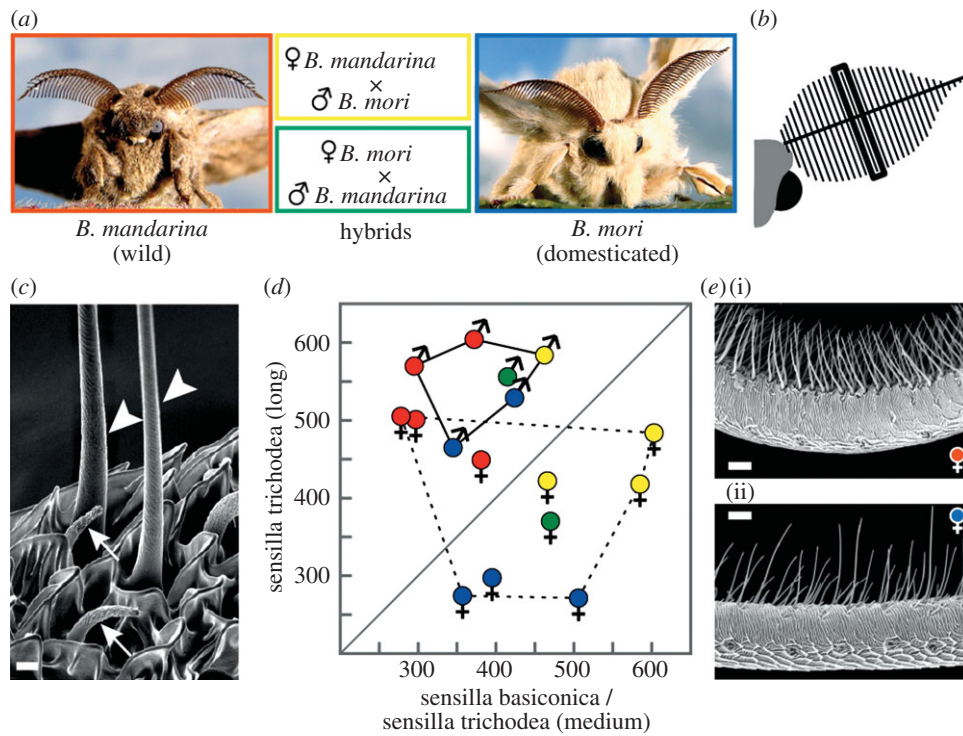 (a)
♀ B. mandarina
×
♂ B. mori
♀
B. mori
×
♂ B. mandarina
B. mandarina
(wild)
hybrids
B. mori
(domesticated)
(b)
(c)
(d)
600
500
400
300
sensilla trichodea (long)
300 400 500 600
sensilla basiconica /
sensilla trichodea (medium)
(e) (i)
(ii)